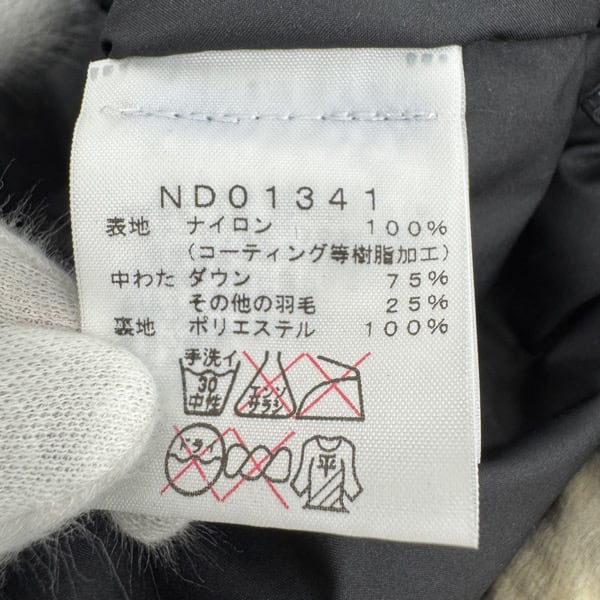 ND01341
表地 ナイロン 100%
(コーティング等樹脂加工)
中わた ダウン 75%
その他の羽毛 25%
裏地 ポリエステル 100%
手洗イ
30
中性
エンソ
サラシ
ドライ
平